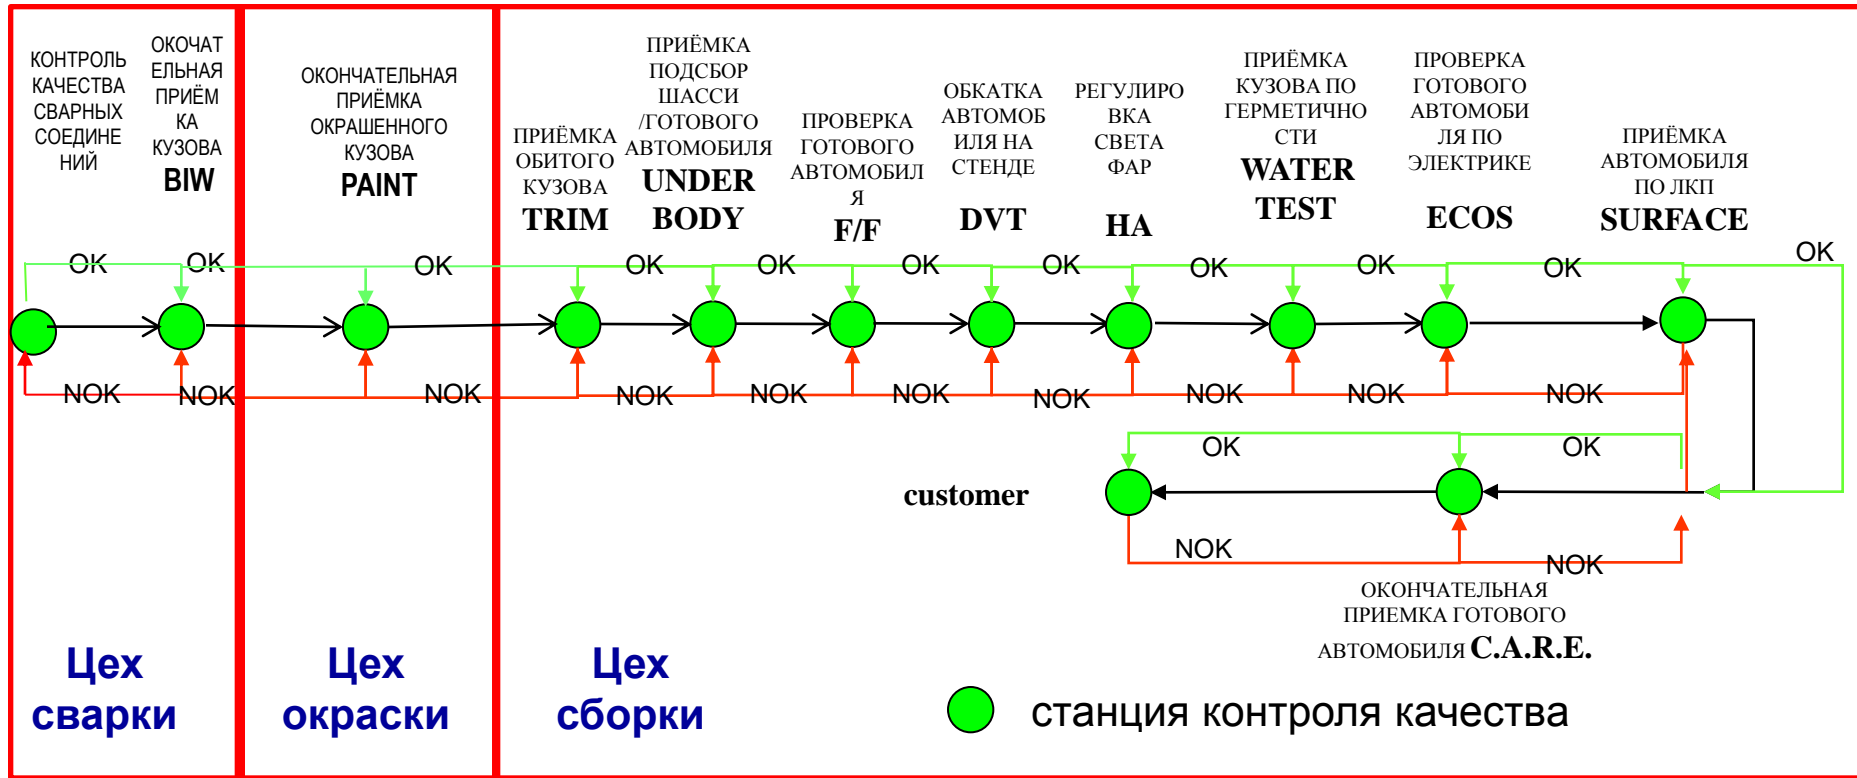 КОНТРОЛЬ
КАЧЕСТВА
СВАРНЫХ
СОЕДИНЕ
НИЙ
ОКОЧАТ
ЕЛЬНАЯ
ПРИЁМ
КА
КУЗОВА
BIW
ОКОНЧАТЕЛЬНАЯ
ПРИЁМКА
ОКРАШЕННОГО
КУЗОВА
PAINT
ПРИЁМКА
ОБИТОГО
КУЗОВА
TRIM
ПРИЁМКА
ПОДСБОР
ШАССИ
/ГОТОВОГО
АВТОМОБИЛЯ
UNDER
BODY
ПРОВЕРКА
ГОТОВОГО
АВТОМОБИЛ
Я
F/F
ОБКАТКА
АВТОМОБ
ИЛЯ НА
СТЕНДЕ
DVT
РЕГУЛИРО
ВКА
СВЕТА
ФАР
HA
ПРИЁМКА
КУЗОВА ПО
ГЕРМЕТИЧНО
СТИ
WATER
TEST
ПРОВЕРКА
ГОТОВОГО
АВТОМОБИ
ЛЯ ПО
ЭЛЕКТРИКЕ
ECOS
ПРИЁМКА
АВТОМОБИЛЯ
ПО ЛКП
SURFACE
OK OK OK OK OK OK OK OK OK OK OK
NOK NOK NOK NOK NOK NOK NOK NOK NOK NOK
OK OK
customer
NOK NOK
ОКОНЧАТЕЛЬНАЯ
ПРИЕМКА ГОТОВОГО
АВТОМОБИЛЯ C.A.R.E.
Цех
сварки
Цех
окраски
Цех
сборки
станция контроля качества